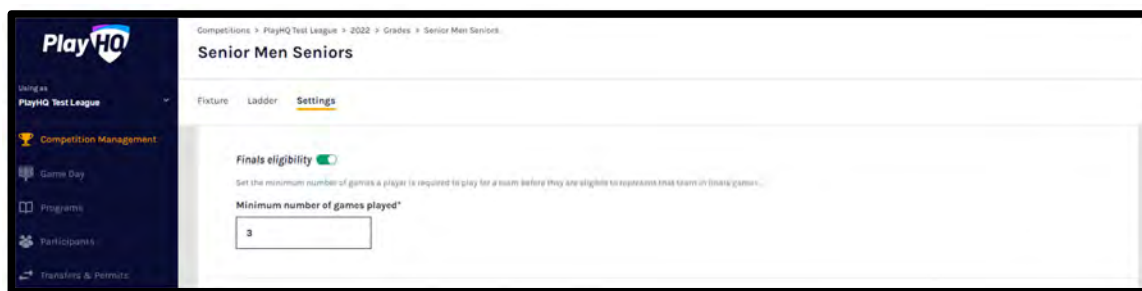 PlayHQ
Competitions > PlayHQ Test League > 2022 > Grades > Senior Men Seniors
Senior Men Seniors
Using as
PlayHQ Test League
Fixture Ladder Settings
Competition Management
Game Day
Programs
Participants
Transfers & Permits
Finals eligibility
Set the minimum number of games a player is required to play for a team before they are eligible to represent that team in finals games.
Minimum number of games played*
3